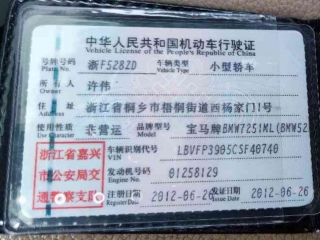 中华人民共和国机动车行驶证
Vehicle License of the People's Republic of China
号牌号码 浙F528ZD 车辆类型 小型轿车
Plate No. Vehicle Type
所有人 许伟
Owner
住址 浙江省桐乡市梧桐街道西杨家门1号
Address
使用性质 非营运 品牌型号 宝马牌BMW7251ML(BMW5Z
浙江省嘉兴 车辆识别代号 LBVFP3905CSF40740
VIN
市公安局交 发动机号码 01258129
Engine No.
通警察支队 注册日期 2012-06-26 发证日期 2012-06-26
Register Date Issue Date